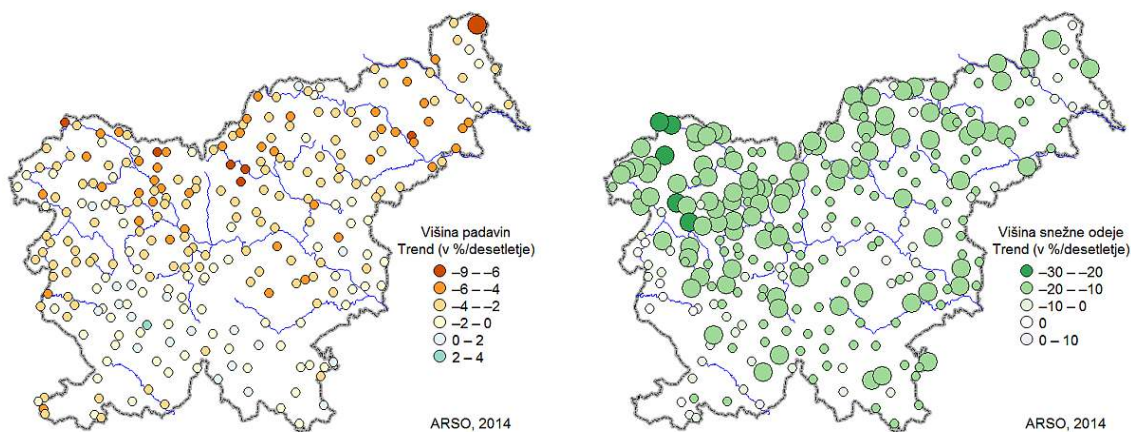 Višina padavin
Trend (v %/desetletje)
–9 – –6
–6 – –4
–4 – –2
–2 – 0
0 – 2
2 – 4
ARSO, 2014
Višina snežne odeje
Trend (v %/desetletje)
–30 – –20
–20 – –10
–10 – 0
0
0 – 10
ARSO, 2014